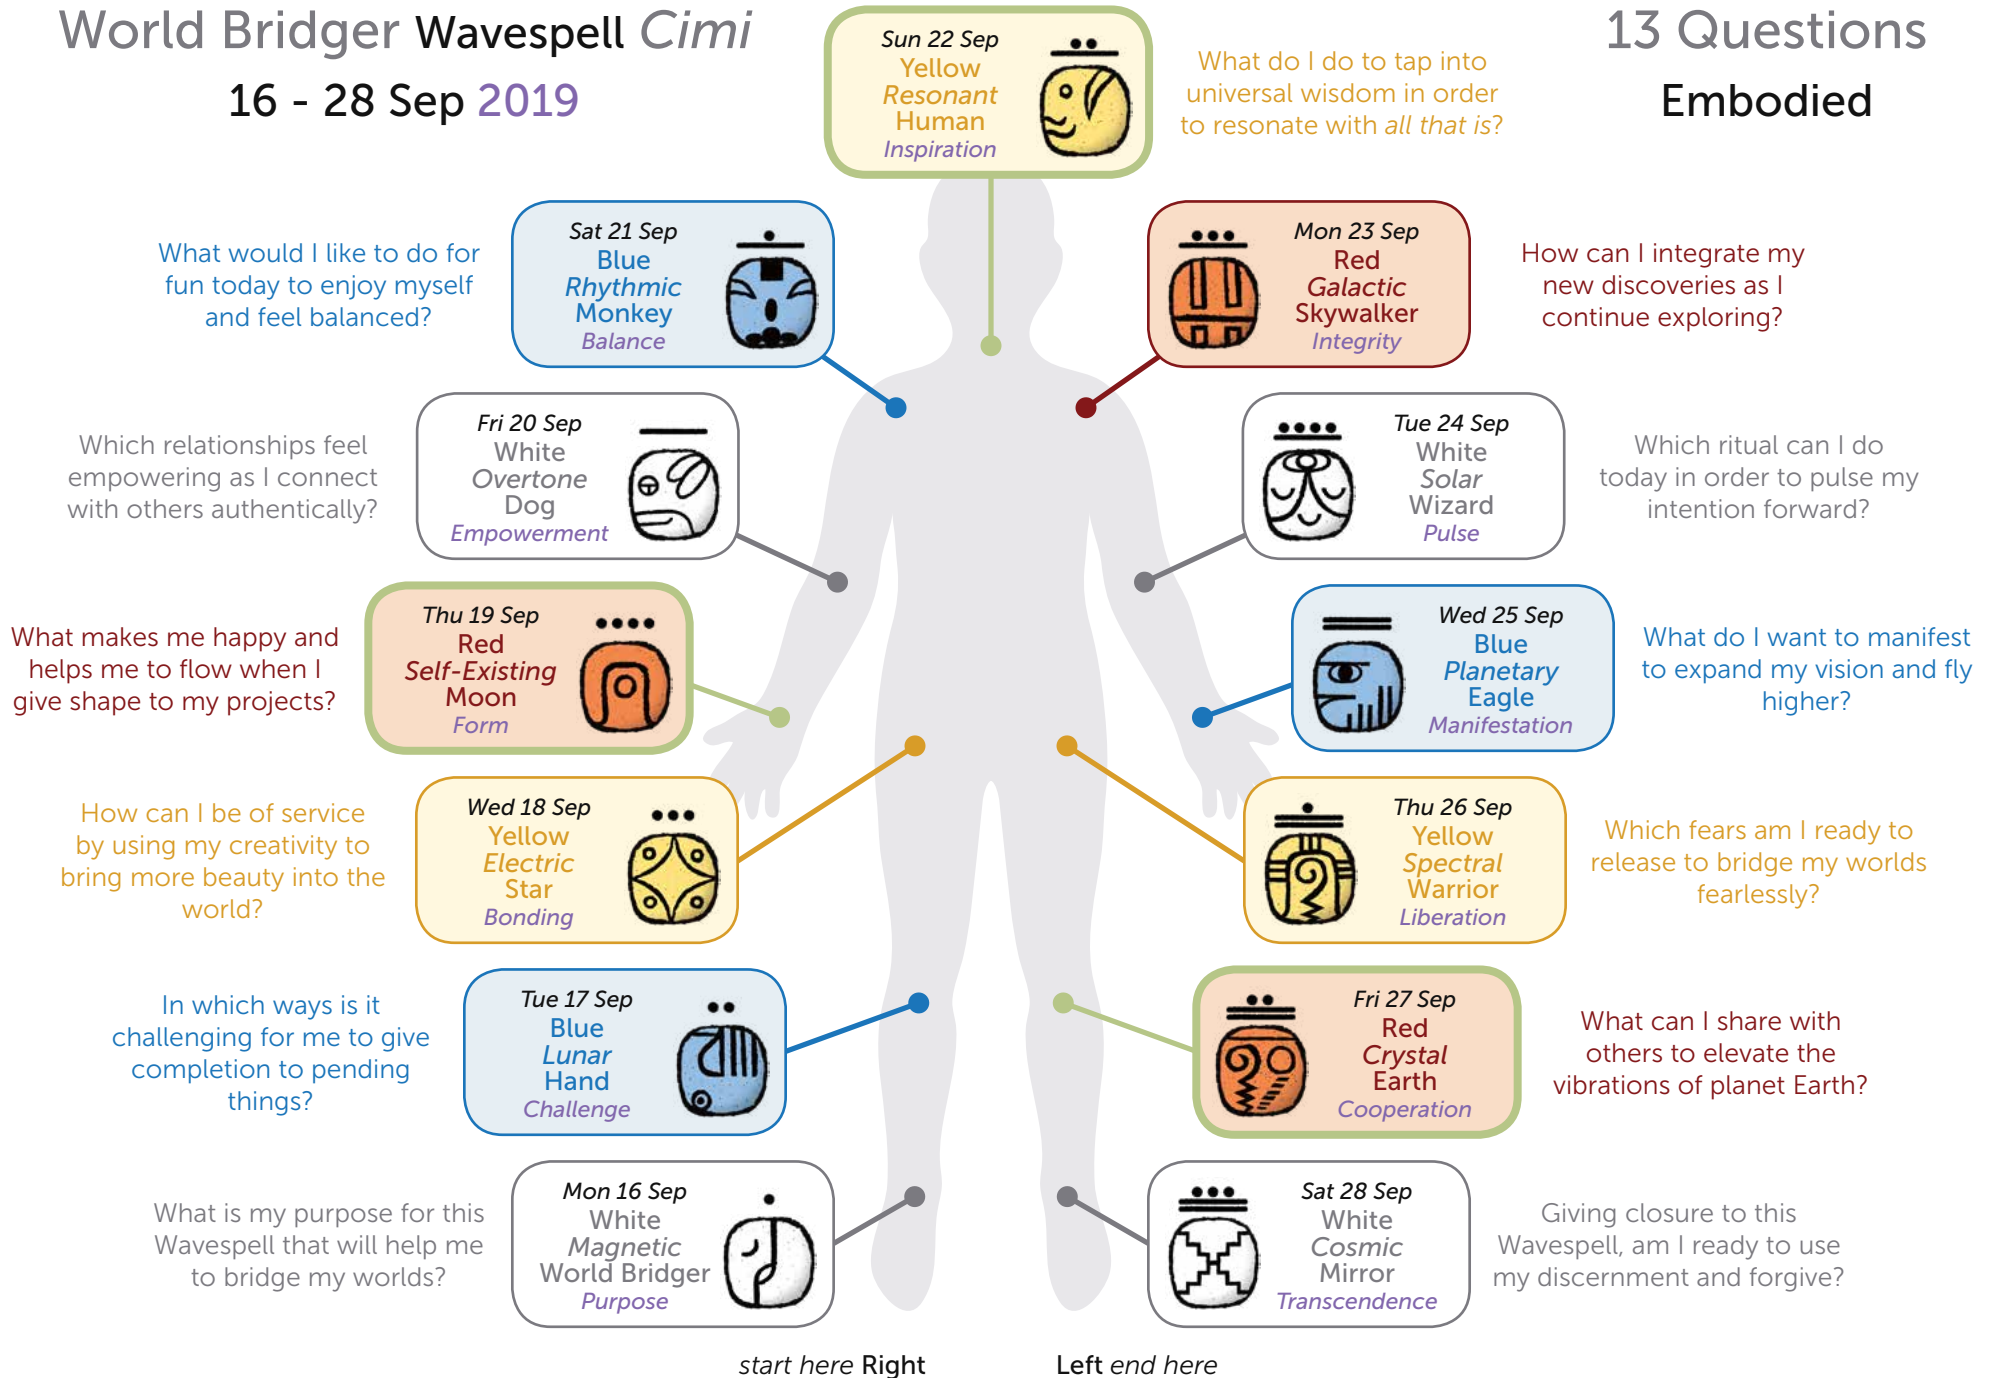 World Bridger Wavespell Cimi
16 - 28 Sep 2019
13 Questions
Embodied
Sun 22 Sep
Yellow
Resonant
Human
Inspiration
What do I do to tap into
universal wisdom in order
to resonate with all that is?
What would I like to do for
fun today to enjoy myself
and feel balanced?
Sat 21 Sep
Blue
Rhythmic
Monkey
Balance
Mon 23 Sep
Red
Galactic
Skywalker
Integrity
How can I integrate my
new discoveries as I
continue exploring?
Which relationships feel
empowering as I connect
with others authentically?
Fri 20 Sep
White
Overtone
Dog
Empowerment
Tue 24 Sep
White
Solar
Wizard
Pulse
Which ritual can I do
today in order to pulse my
intention forward?
What makes me happy and
helps me to flow when I
give shape to my projects?
Thu 19 Sep
Red
Self-Existing
Moon
Form
Wed 25 Sep
Blue
Planetary
Eagle
Manifestation
What do I want to manifest
to expand my vision and fly
higher?
How can I be of service
by using my creativity to
bring more beauty into the
world?
Wed 18 Sep
Yellow
Electric
Star
Bonding
Thu 26 Sep
Yellow
Spectral
Warrior
Liberation
Which fears am I ready to
release to bridge my worlds
fearlessly?
In which ways is it
challenging for me to give
completion to pending
things?
Tue 17 Sep
Blue
Lunar
Hand
Challenge
Fri 27 Sep
Red
Crystal
Earth
Cooperation
What can I share with
others to elevate the
vibrations of planet Earth?
What is my purpose for this
Wavespell that will help me
to bridge my worlds?
Mon 16 Sep
White
Magnetic
World Bridger
Purpose
Sat 28 Sep
White
Cosmic
Mirror
Transcendence
Giving closure to this
Wavespell, am I ready to use
my discernment and forgive?
start here Right
Left end here